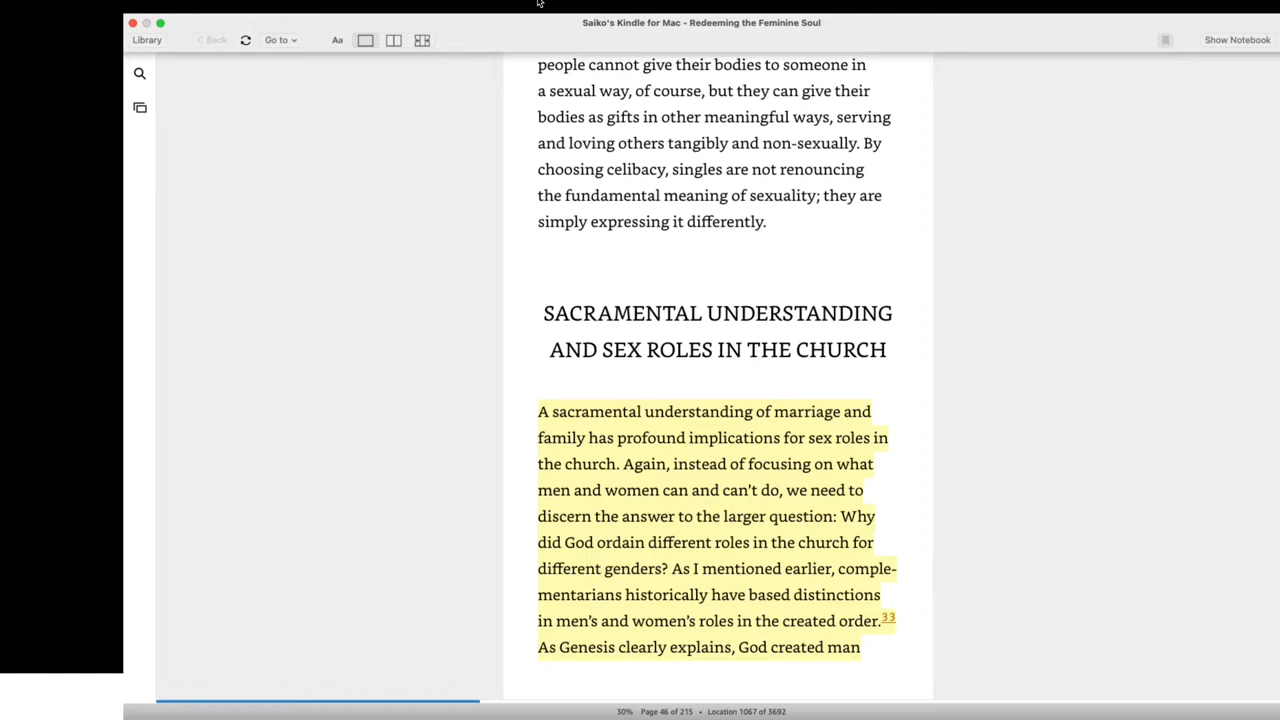 Saiko's Kindle for Mac - Redeeming the Feminine Soul
Library
Back
Go to
Aa
Show Notebook
people cannot give their bodies to someone in
a sexual way, of course, but they can give their
bodies as gifts in other meaningful ways, serving
and loving others tangibly and non-sexually. By
choosing celibacy, singles are not renouncing
the fundamental meaning of sexuality; they are
simply expressing it differently.
SACRAMENTAL UNDERSTANDING
AND SEX ROLES IN THE CHURCH
A sacramental understanding of marriage and
family has profound implications for sex roles in
the church. Again, instead of focusing on what
men and women can and can’t do, we need to
discern the answer to the larger question: Why
did God ordain different roles in the church for
different genders? As I mentioned earlier, comple-
mentarians historically have based distinctions
in men’s and women’s roles in the created order.33
As Genesis clearly explains, God created man
30% Page 46 of 215 • Location 1067 of 3692